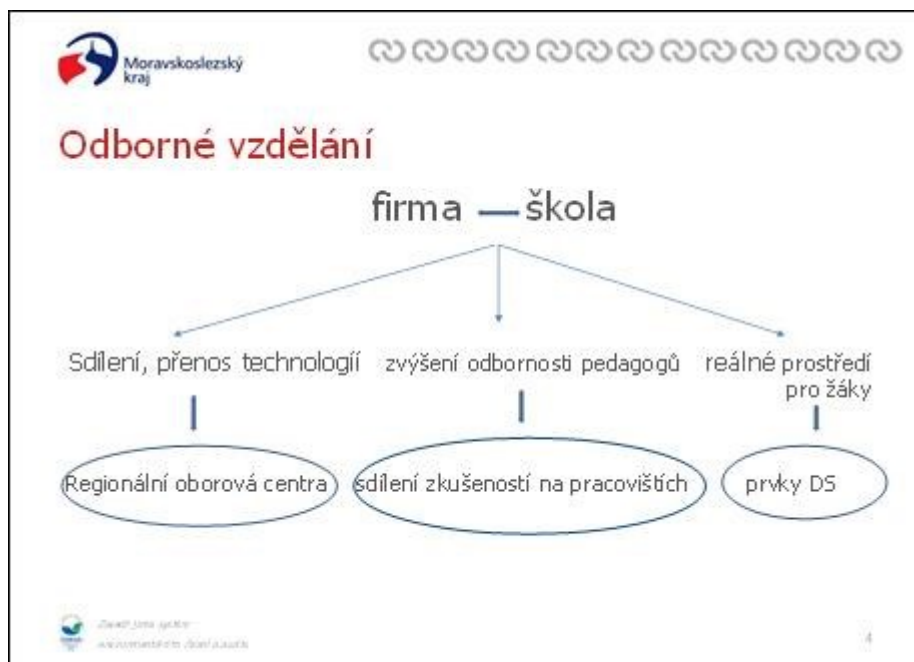 Moravskoslezský
kraj
Odborné vzdělání
firma — škola
Sdílení, přenos technologií
zvýšení odbornosti pedagogů
reálné prostředí
pro žáky
Regionální oborová centra
sdílení zkušeností na pracovištích
prvky DS
4